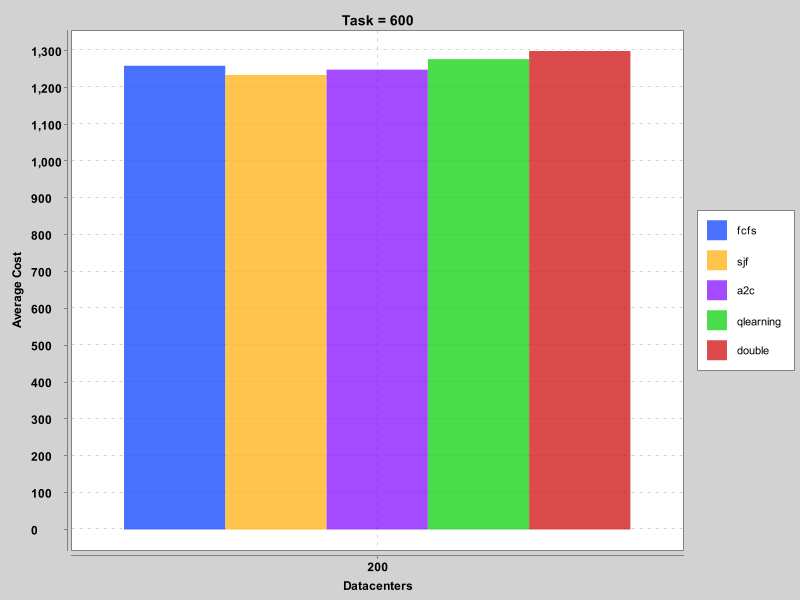 Task = 600
Average Cost
1,300
1,200
1,100
1,000
900
800
700
600
500
400
300
200
100
0
200
Datacenters
fcfs
sjf
a2c
qlearning
double